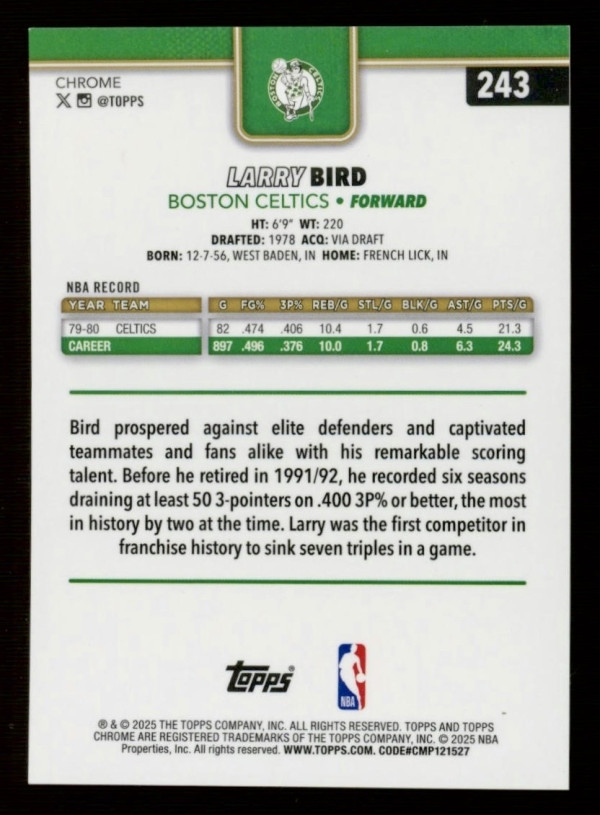 BOSTON CELTICS
CHROME
@TOPPS
243
LARRY BIRD
BOSTON CELTICS • FORWARD
HT: 6'9" WT: 220
DRAFTED: 1978 ACQ: VIA DRAFT
BORN: 12-7-56, WEST BADEN, IN HOME: FRENCH LICK, IN
NBA RECORD
YEAR TEAM G FG% 3P% REB/G STL/G BLK/G AST/G PTS/G
79-80 CELTICS 82 .474 .406 10.4 1.7 0.6 4.5 21.3
CAREER 897 .496 .376 10.0 1.7 0.8 6.3 24.3
Bird prospered against elite defenders and captivated
teammates and fans alike with his remarkable scoring
talent. Before he retired in 1991/92, he recorded six seasons
draining at least 50 3-pointers on .400 3P% or better, the most
in history by two at the time. Larry was the first competitor in
franchise history to sink seven triples in a game.
Topps®
NBA
® & © 2025 THE TOPPS COMPANY, INC. ALL RIGHTS RESERVED. TOPPS AND TOPPS
CHROME ARE REGISTERED TRADEMARKS OF THE TOPPS COMPANY, INC. © 2025 NBA
Properties, Inc. All rights reserved. WWW.TOPPS.COM. CODE#CMP121527